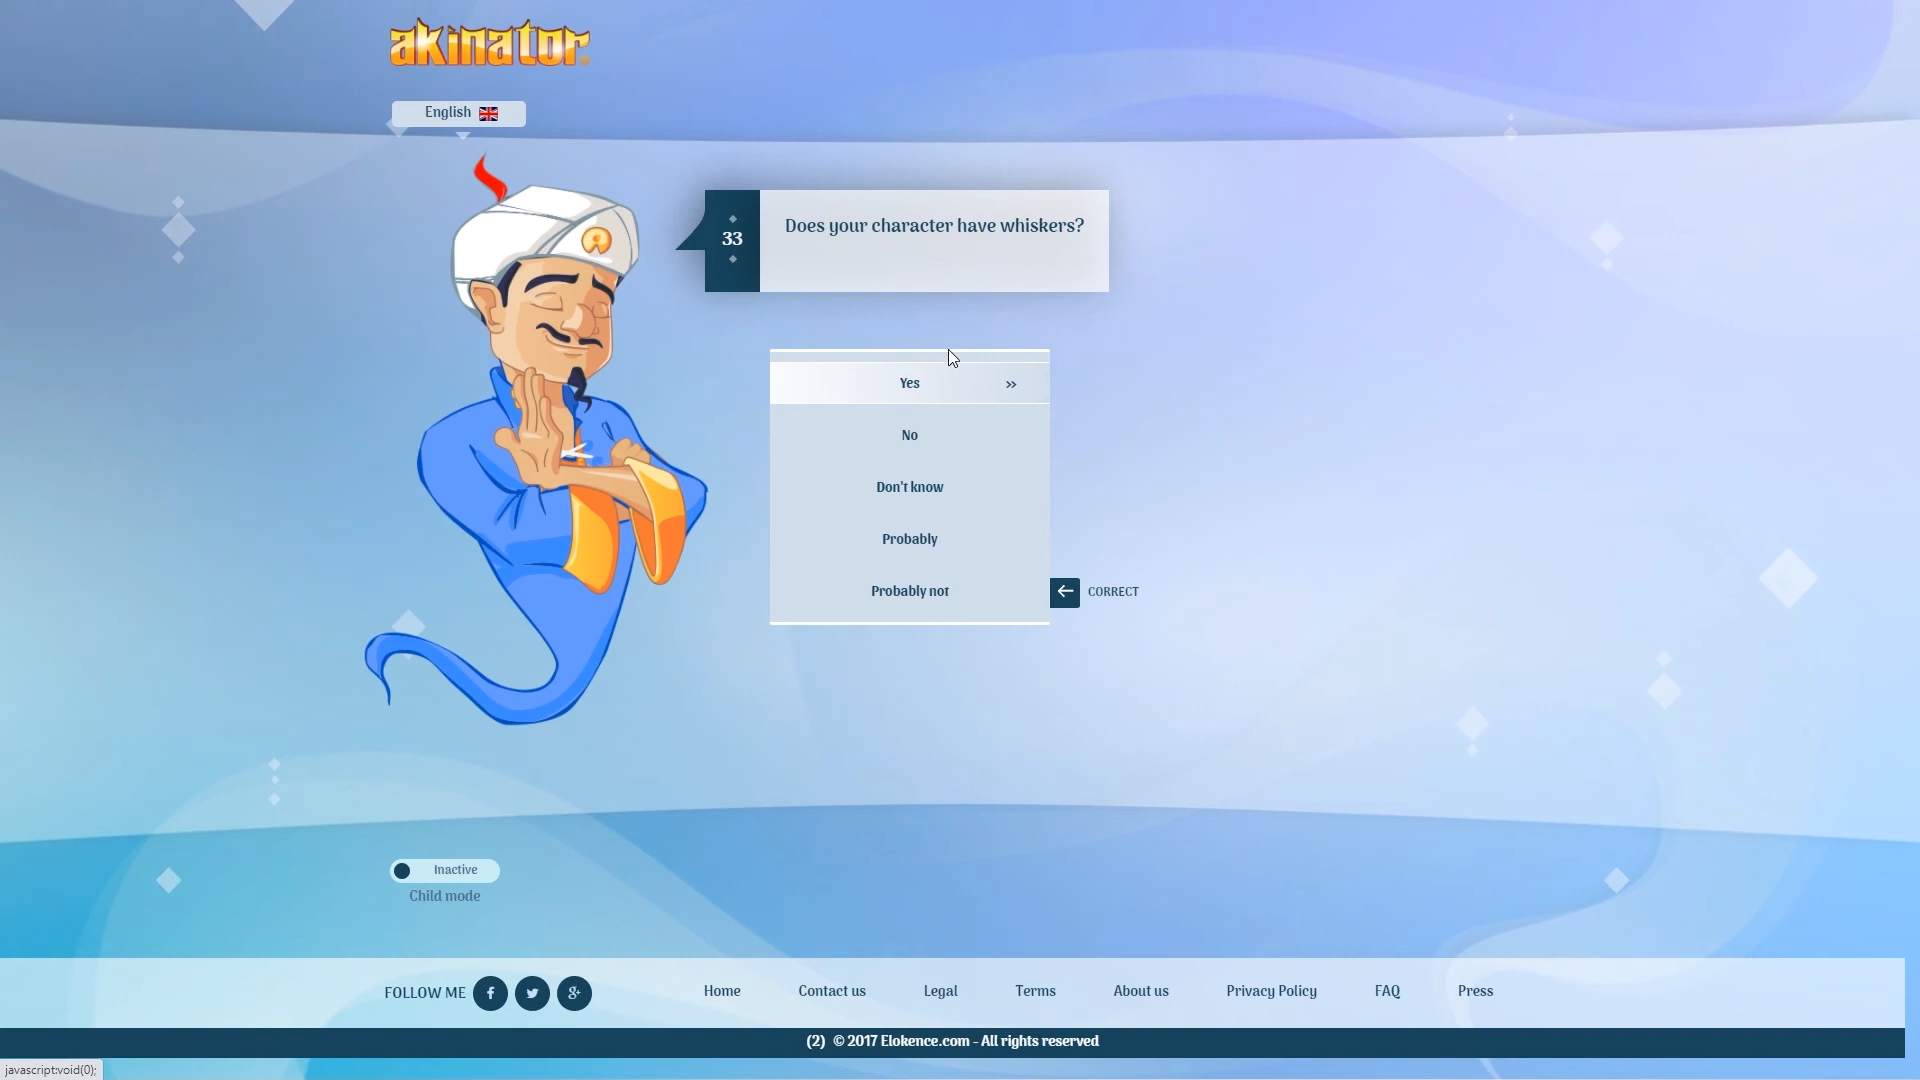 akinator
English
33
Does your character have whiskers?
Yes »
No
Don't know
Probably
Probably not
CORRECT
Inactive
Child mode
FOLLOW ME
Home Contact us Legal Terms About us Privacy Policy FAQ Press
(2) © 2017 Elokence.com - All rights reserved
javascript:void(0);